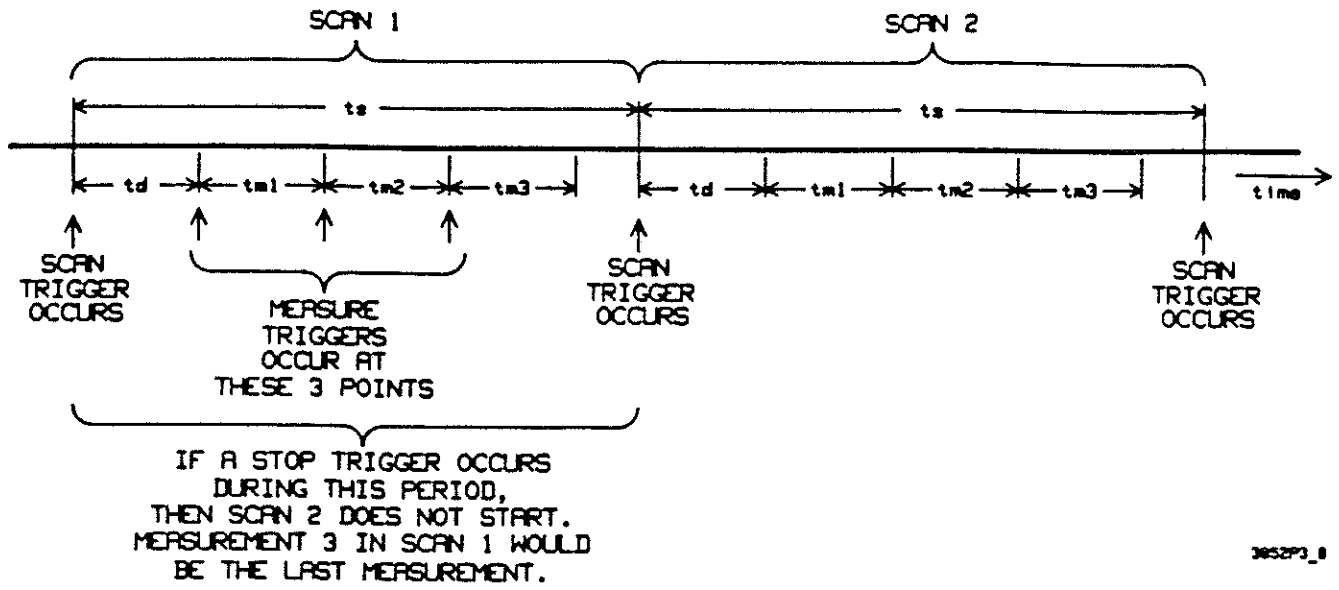 SCAN 1
SCAN 2
ts
ts
td
tm1
tm2
tm3
td
tm1
tm2
tm3
time
SCAN
TRIGGER
OCCURS
MEASURE
TRIGGERS
OCCUR AT
THESE 3 POINTS
SCAN
TRIGGER
OCCURS
SCAN
TRIGGER
OCCURS
IF A STOP TRIGGER OCCURS
DURING THIS PERIOD,
THEN SCAN 2 DOES NOT START.
MEASUREMENT 3 IN SCAN 1 WOULD
BE THE LAST MEASUREMENT.